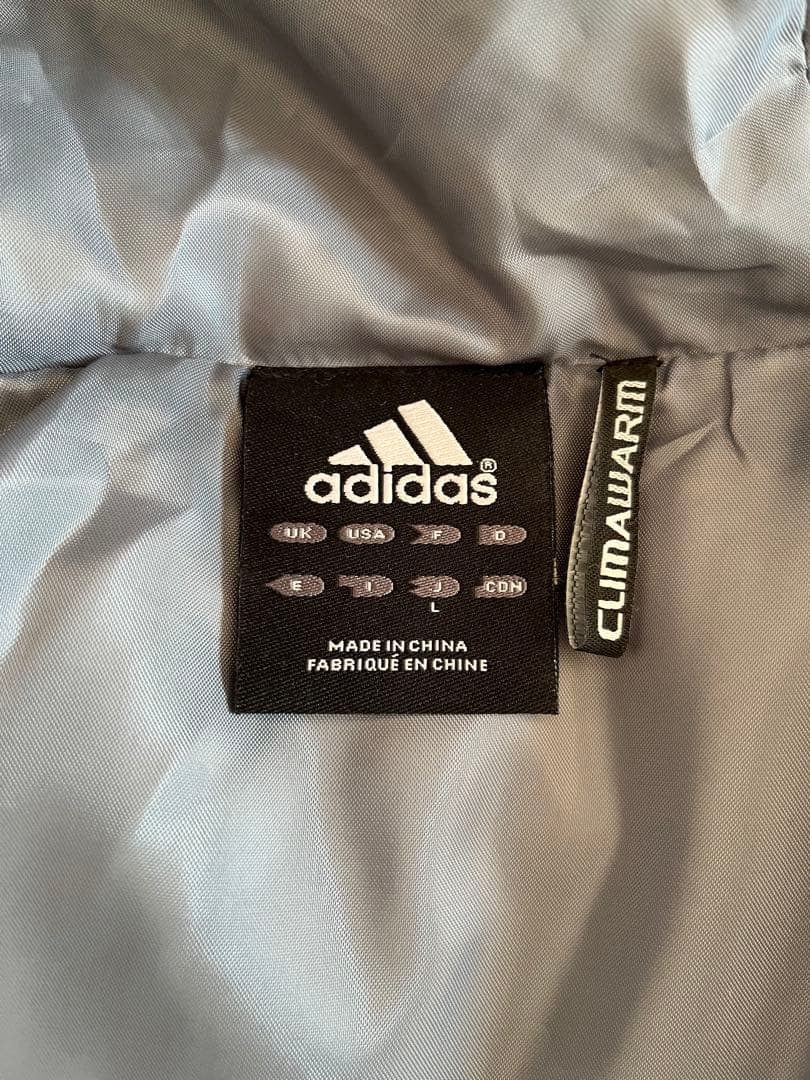 adidas®
UK USA F D
E I J CDN
L
MADE IN CHINA
FABRIQUÉ EN CHINE
CLIMAWARM